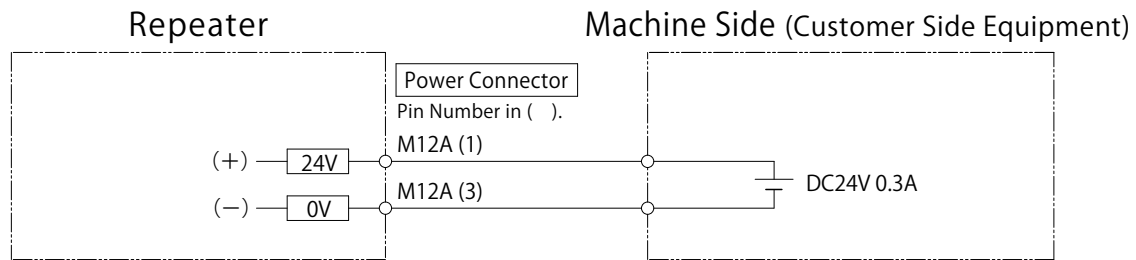 Repeater
Machine Side (Customer Side Equipment)
Power Connector
Pin Number in (   ).
(+) 24V M12A (1)
DC24V 0.3A
(−) 0V M12A (3)